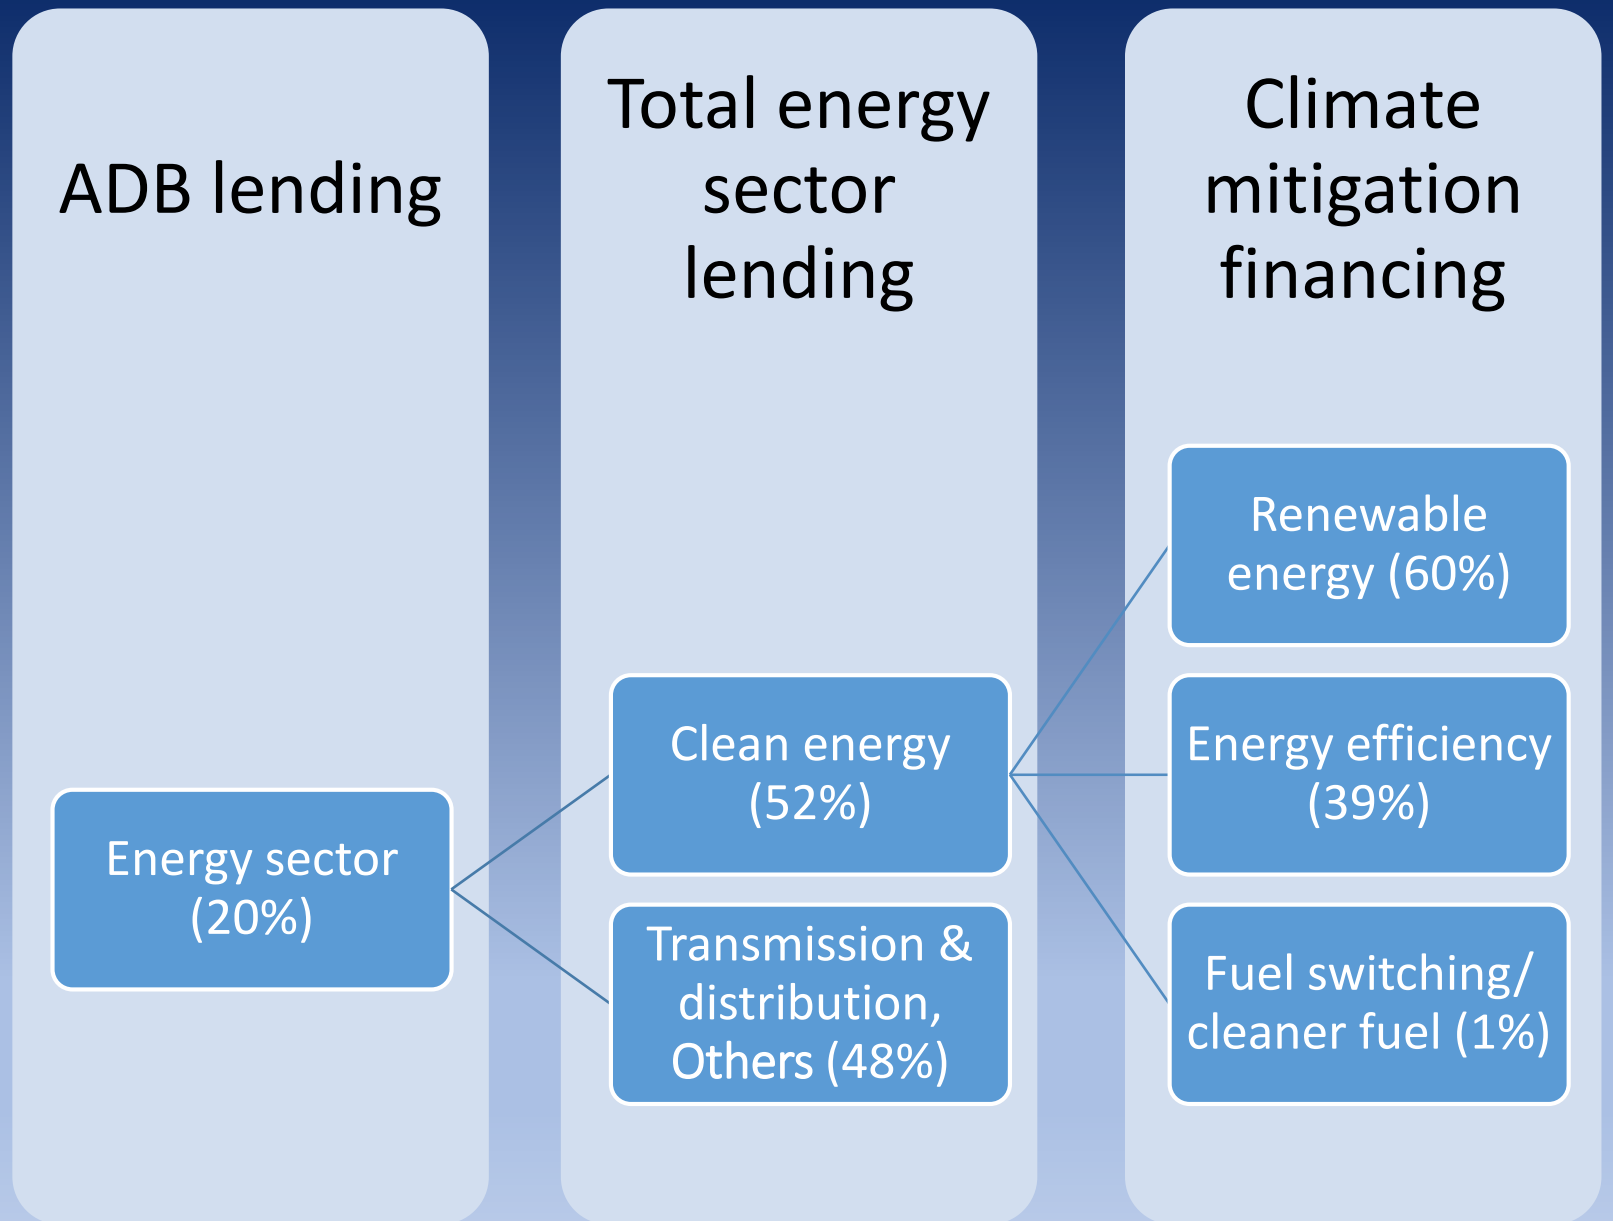 ADB lending
Energy sector
(20%)
Total energy
sector
lending
Clean energy
(52%)
Transmission &
distribution,
Others (48%)
Climate
mitigation
financing
Renewable
energy (60%)
Energy efficiency
(39%)
Fuel switching/
cleaner fuel (1%)